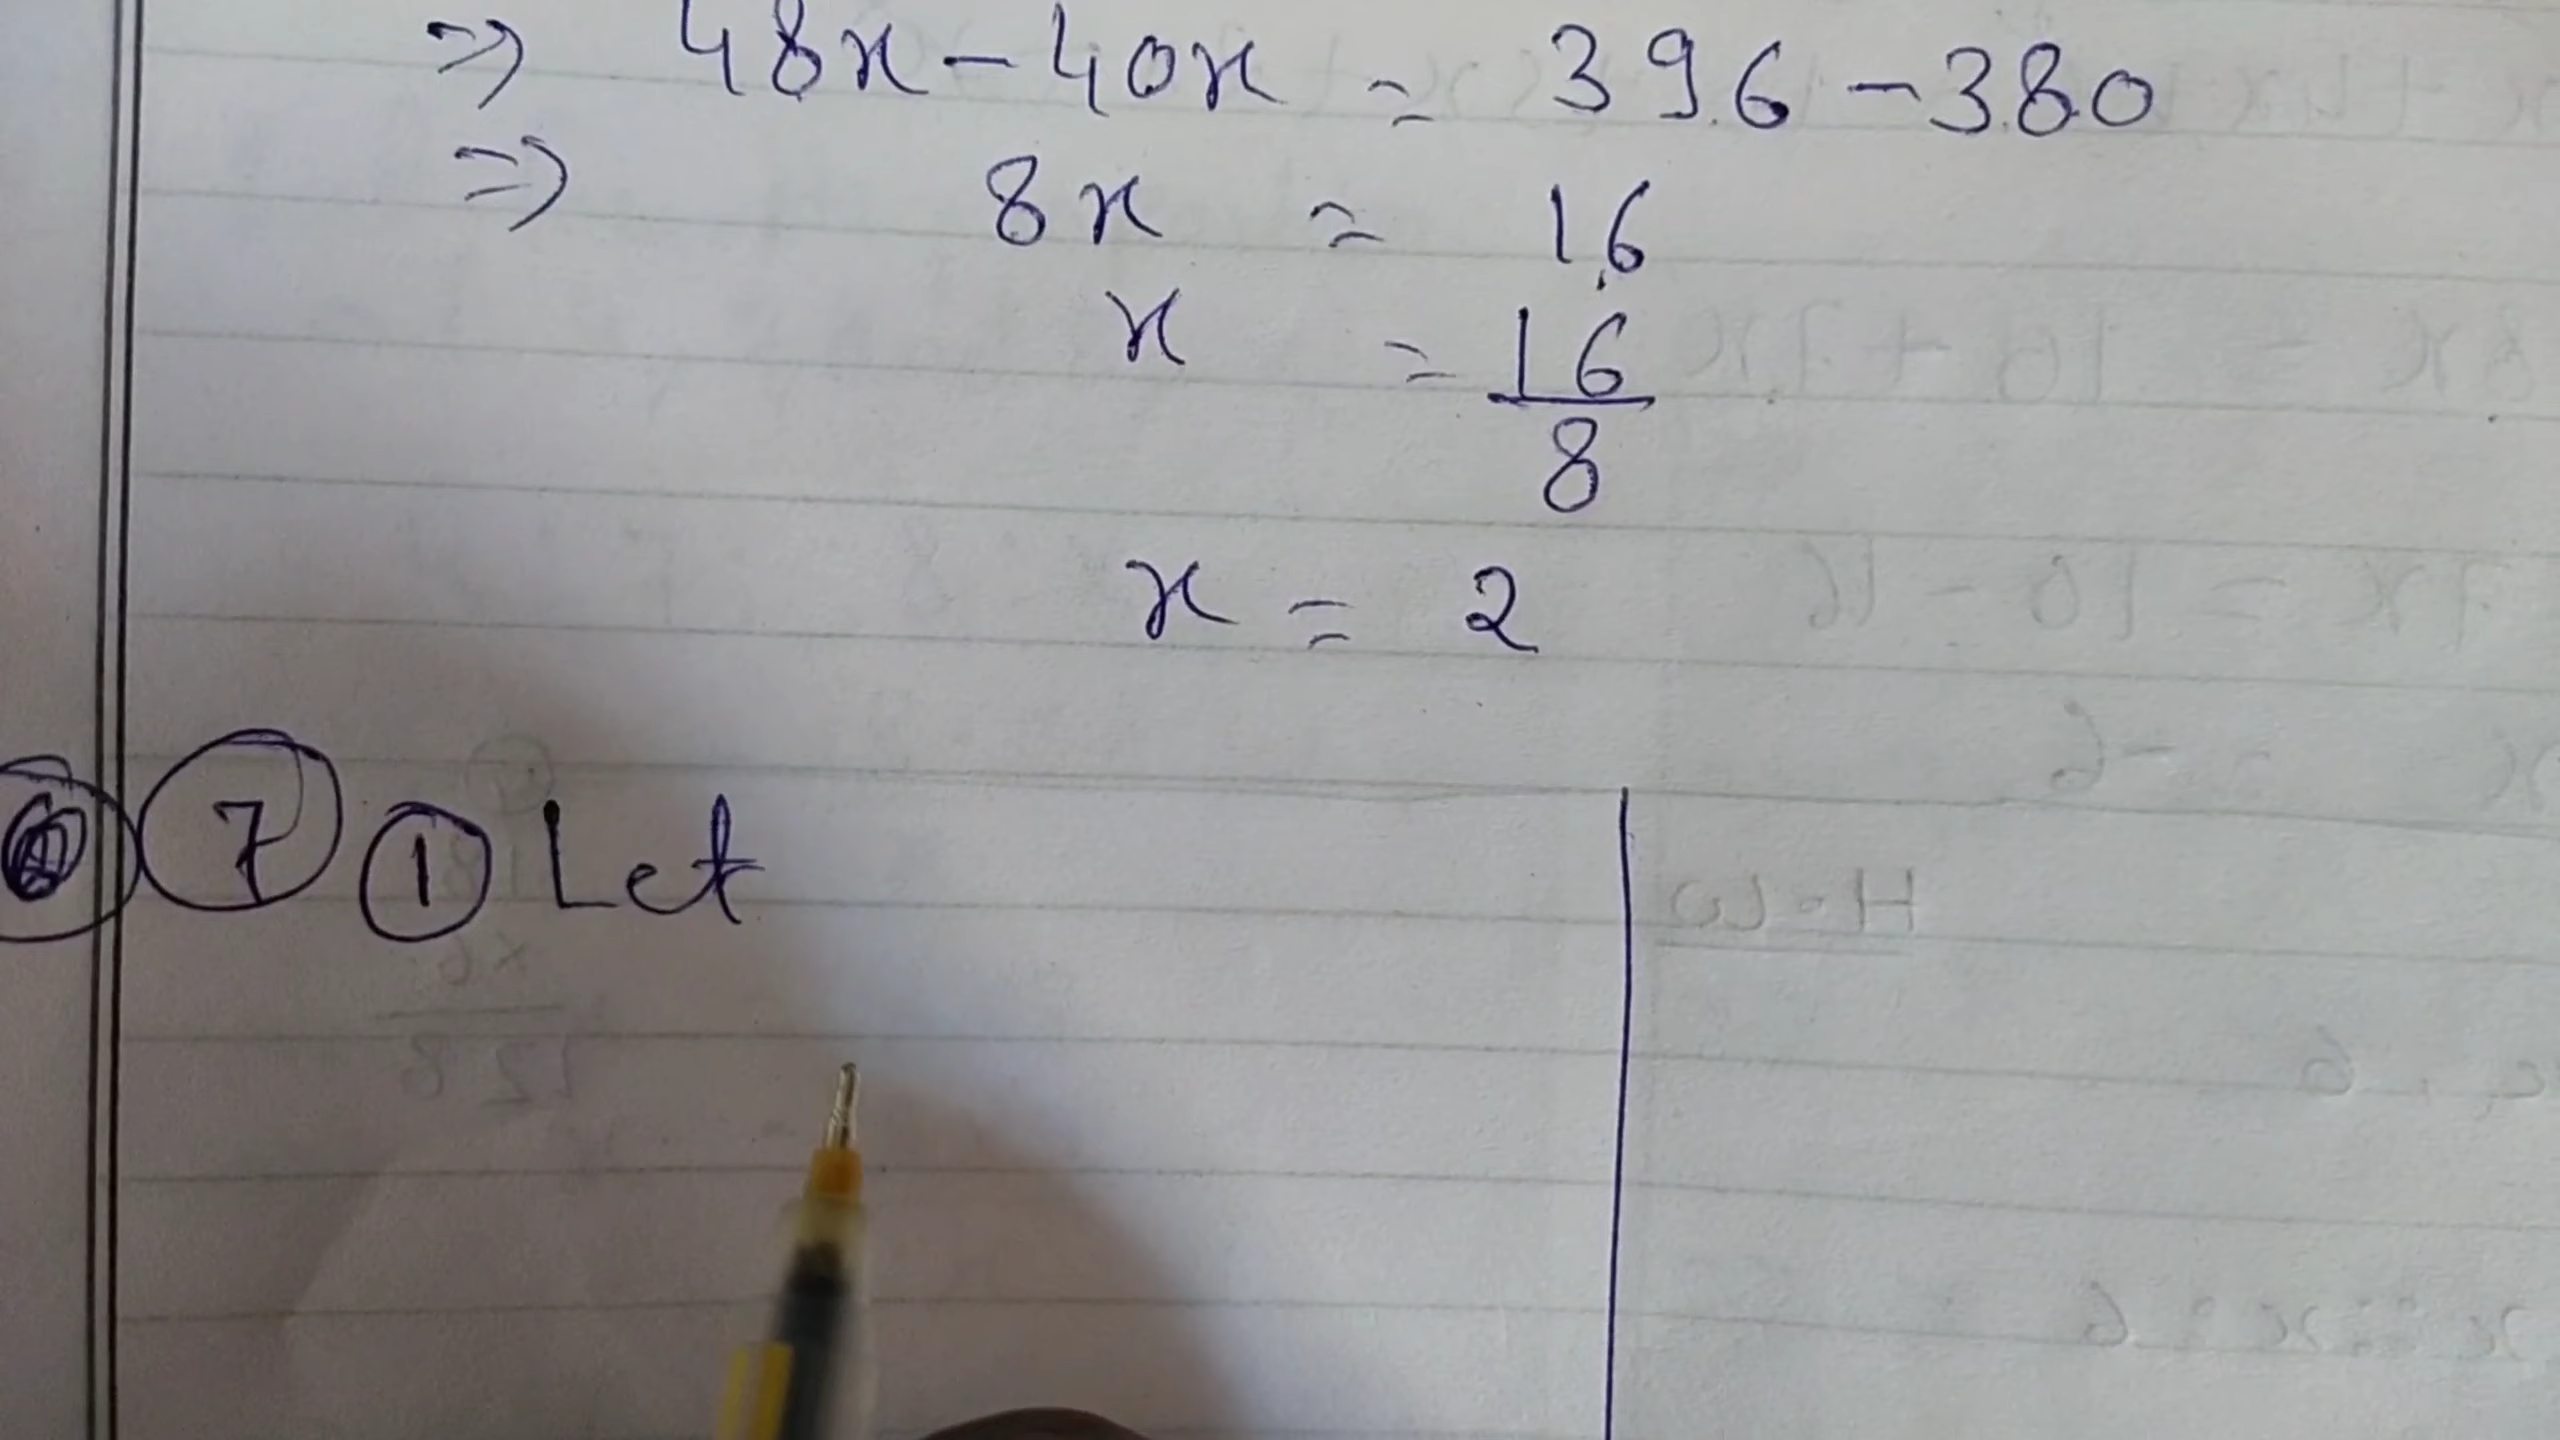 ⇒ 48x - 40x = 396 - 380
⇒ 8x = 16
x = 16/8
x = 2
7 1 Let